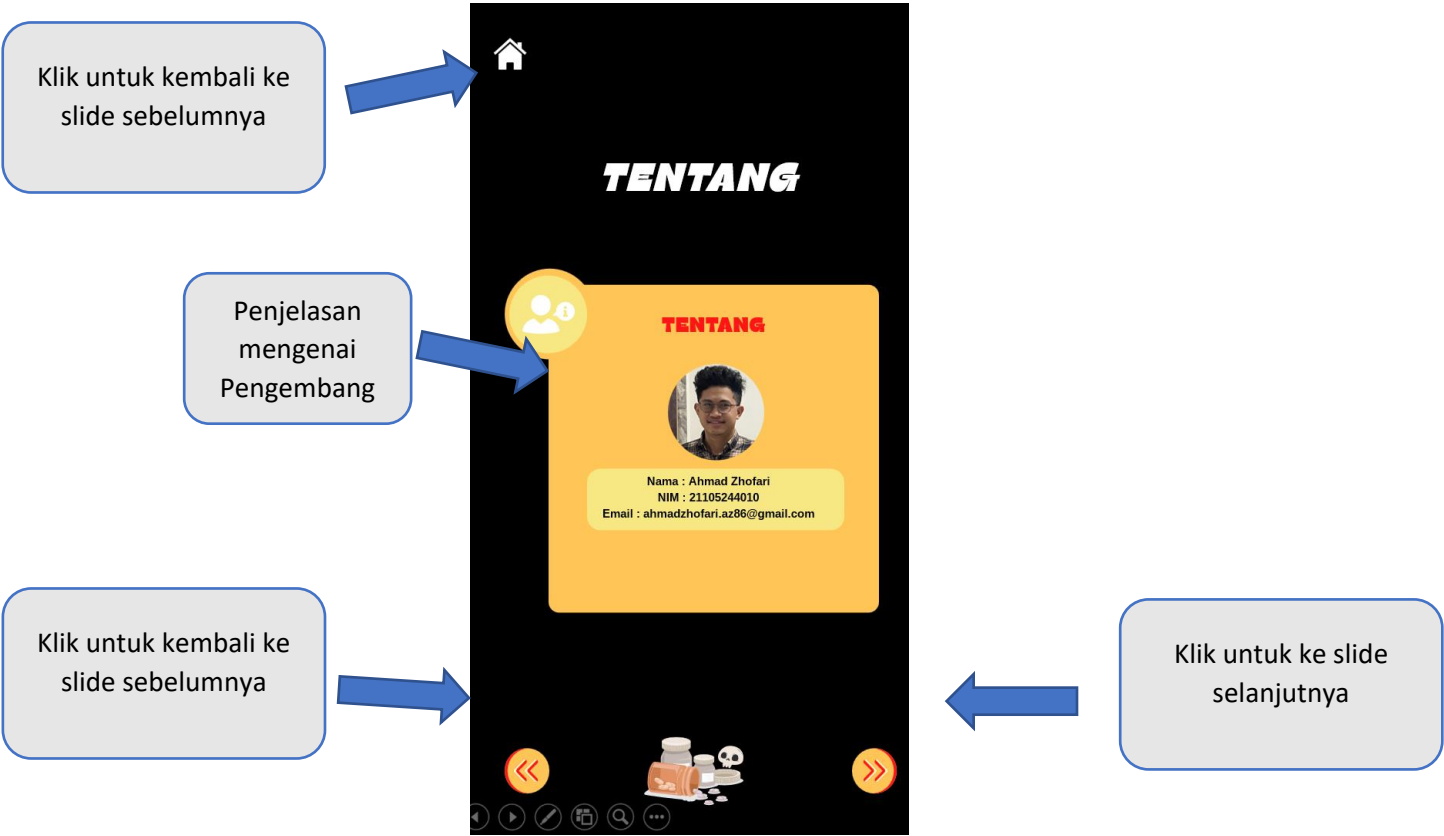 Klik untuk kembali ke
slide sebelumnya
TENTANG
Penjelasan
mengenai
Pengembang
TENTANG
Nama : Ahmad Zhofari
NIM : 21105244010
Email : ahmadzhofari.az86@gmail.com
Klik untuk kembali ke
slide sebelumnya
Klik untuk ke slide
selanjutnya